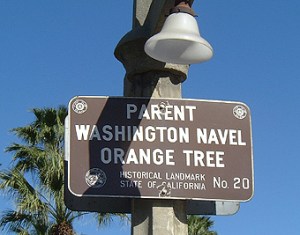 PARENT
WASHINGTON NAVEL
ORANGE TREE
HISTORICAL LANDMARK
STATE OF CALIFORNIA No. 20